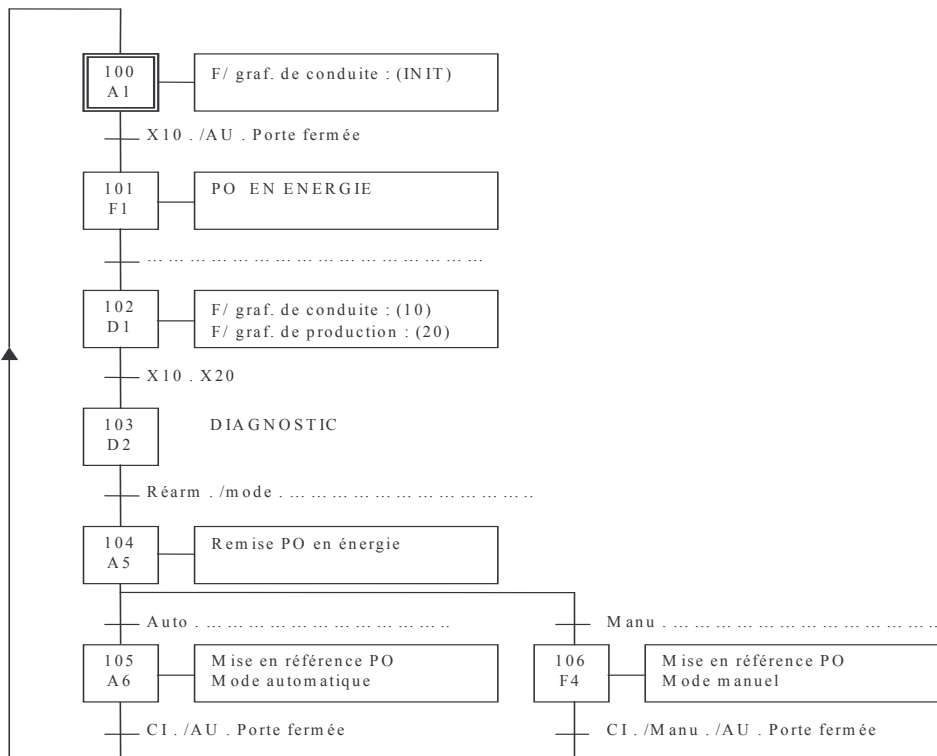 100
A1
F/ graf. de conduite : (INIT)
X10 . /AU . Porte fermée
101
F1
PO EN ENERGIE
… … … … … … … … … … … … … … … …
102
D1
F/ graf. de conduite : (10)
F/ graf. de production : (20)
X10 . X20
103
D2
DIAGNOSTIC
Réarm . /mode . … … … … … … … … … … … ..
104
A5
Remise PO en énergie
Auto . … … … … … … … … … … … ..
Manu . … … … … … … … … … … … … ..
105
A6
Mise en référence PO
Mode automatique
106
F4
Mise en référence PO
Mode manuel
CI . /AU . Porte fermée
CI . /Manu . /AU . Porte fermée